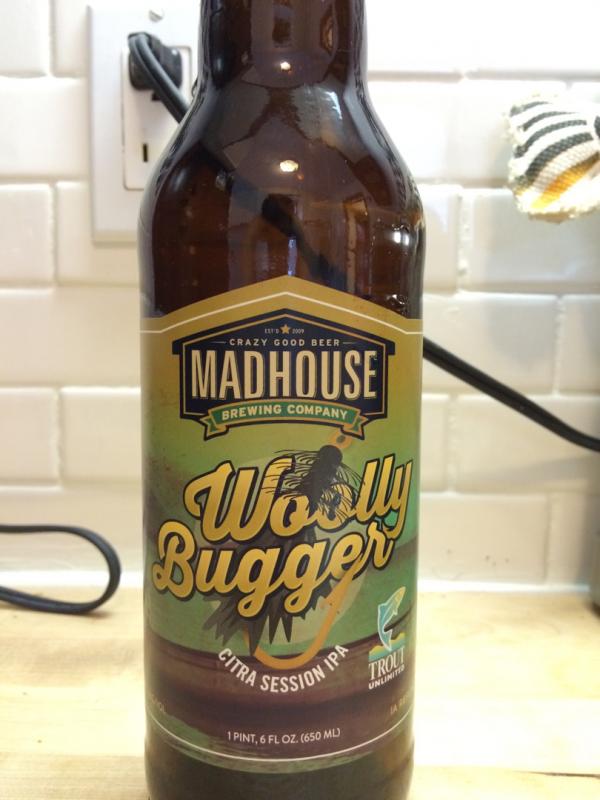 EST'D 2009
CRAZY GOOD BEER
MADHOUSE
BREWING COMPANY
Woolly
Bugger
CITRA SESSION IPA
TROUT
UNLIMITED
1 PINT, 6 FL OZ. (650 ML)